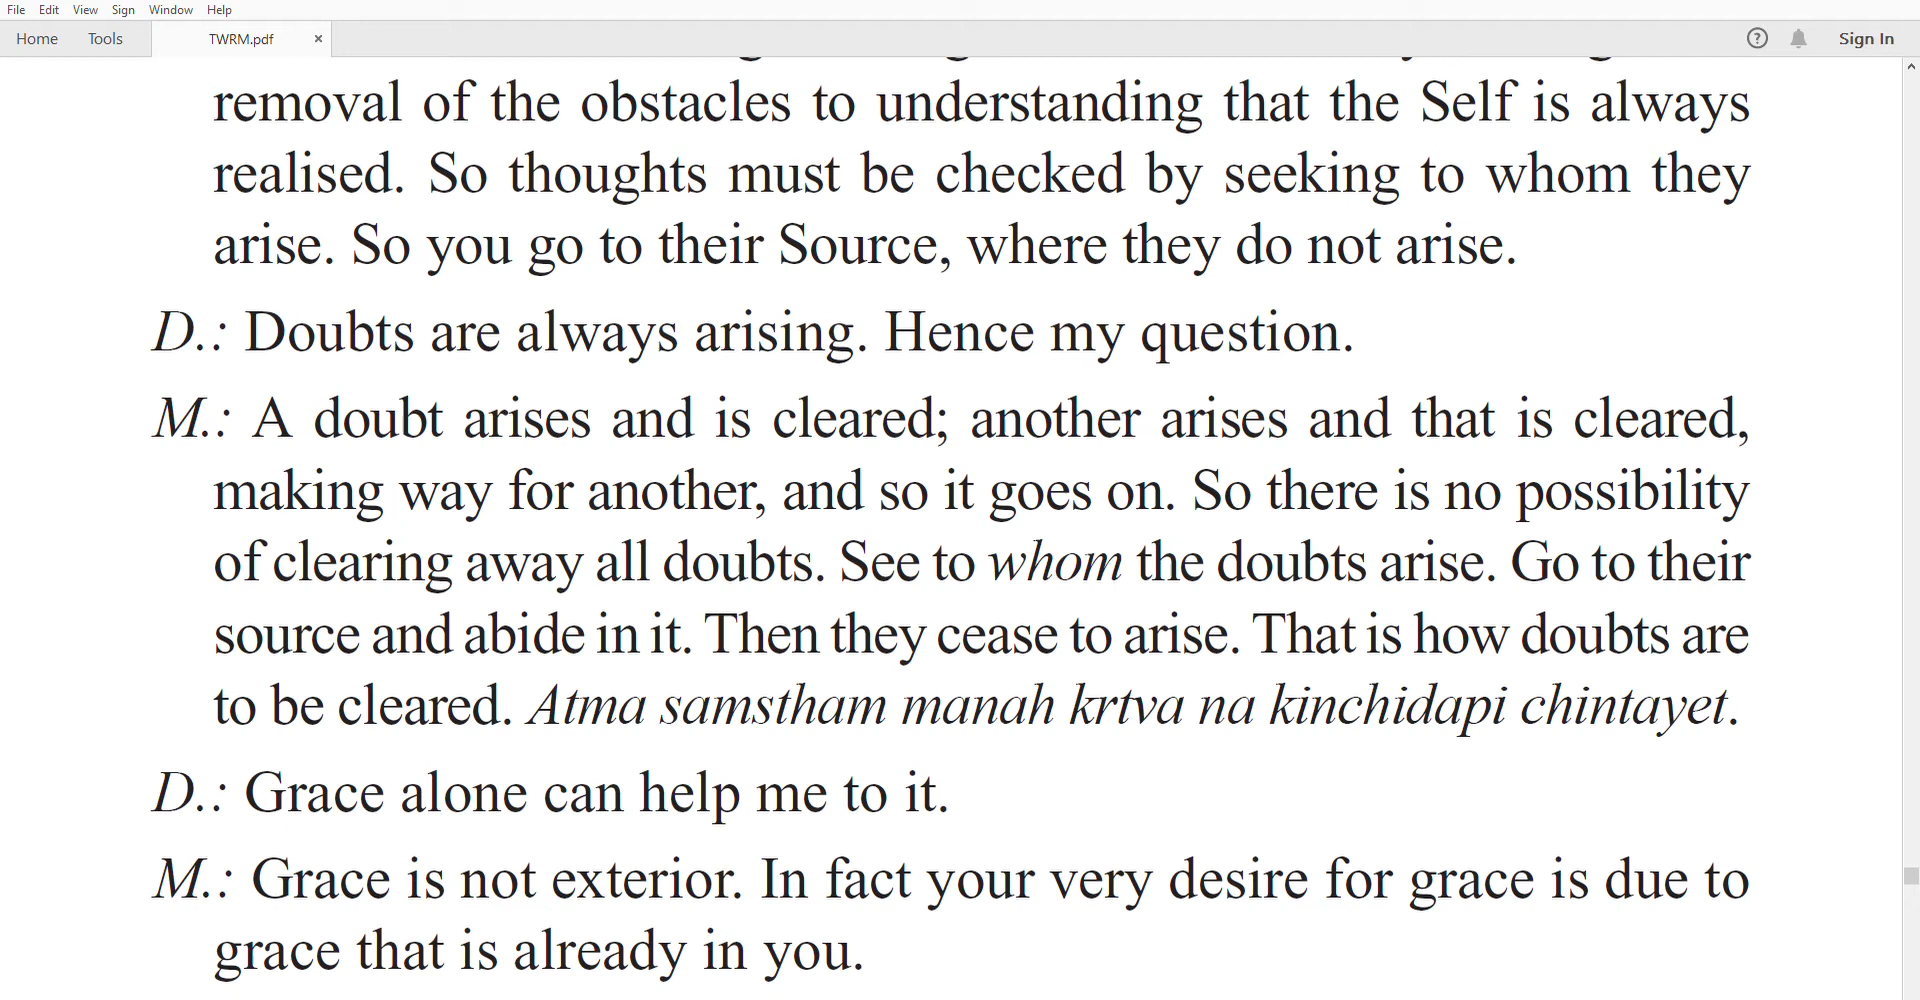 File Edit View Sign Window Help
Home Tools TWRM.pdf × ? Sign In
removal of the obstacles to understanding that the Self is always
realised. So thoughts must be checked by seeking to whom they
arise. So you go to their Source, where they do not arise.
D.: Doubts are always arising. Hence my question.
M.: A doubt arises and is cleared; another arises and that is cleared,
making way for another, and so it goes on. So there is no possibility
of clearing away all doubts. See to whom the doubts arise. Go to their
source and abide in it. Then they cease to arise. That is how doubts are
to be cleared. Atma samstham manah krtva na kinchidapi chintayet.
D.: Grace alone can help me to it.
M.: Grace is not exterior. In fact your very desire for grace is due to
grace that is already in you.